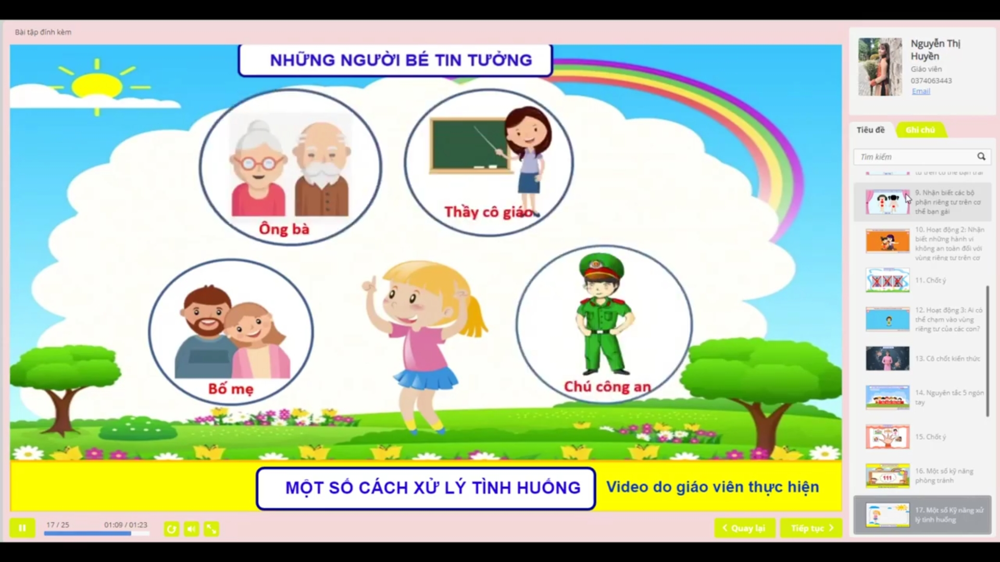 Bài tập đính kèm
NHỮNG NGƯỜI BÉ TIN TƯỞNG
Ông bà
Thầy cô giáo
Bố mẹ
Chú công an
MỘT SỐ CÁCH XỬ LÝ TÌNH HUỐNG
Video do giáo viên thực hiện
17 / 25
01:09 / 01:23
Quay lại
Tiếp tục
Nguyễn Thị
Huyền
Giáo viên
0374063443
Email
Tiêu đề
Ghi chú
Tìm kiếm
9. Nhận biết các bộ
phận riêng tư trên cơ
thể bạn gái
10. Hoạt động 2: Nhận
biết những hành vi
không an toàn đối với
vùng riêng tư trên cơ
11. Chốt ý
12. Hoạt động 3: Ai có
thể chạm vào vùng
riêng tư của các con?
13. Cô chốt kiến thức
14. Nguyên tắc 5 ngón
tay
15. Chốt ý
16. Một số kỹ năng
phòng tránh
111
17. Một số Kỹ năng xử
lý tình huống